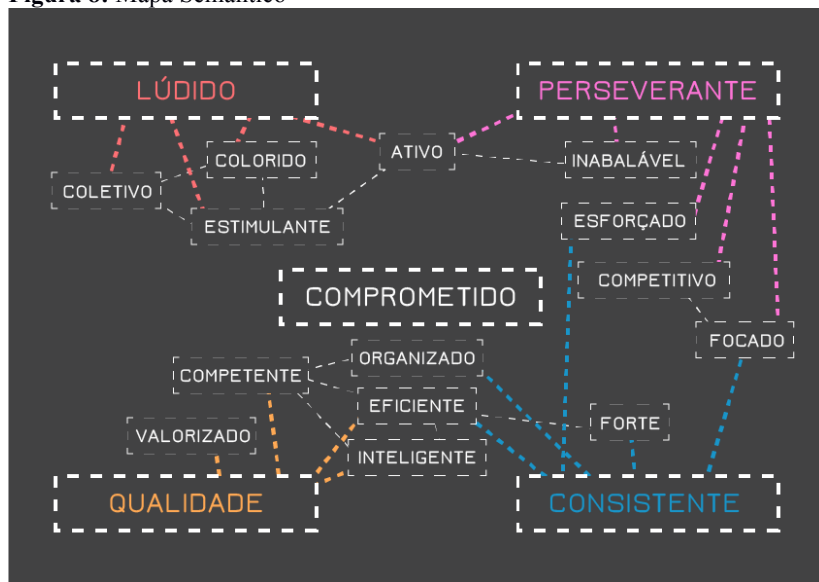 Figura 6: Mapa Semântico
LÚDIDO
PERSEVERANTE
ATIVO
COLORIDO
INABALÁVEL
COLETIVO
ESTIMULANTE
ESFORÇADO
COMPETITIVO
COMPROMETIDO
FOCADO
ORGANIZADO
COMPETENTE
EFICIENTE
FORTE
VALORIZADO
INTELIGENTE
QUALIDADE
CONSISTENTE